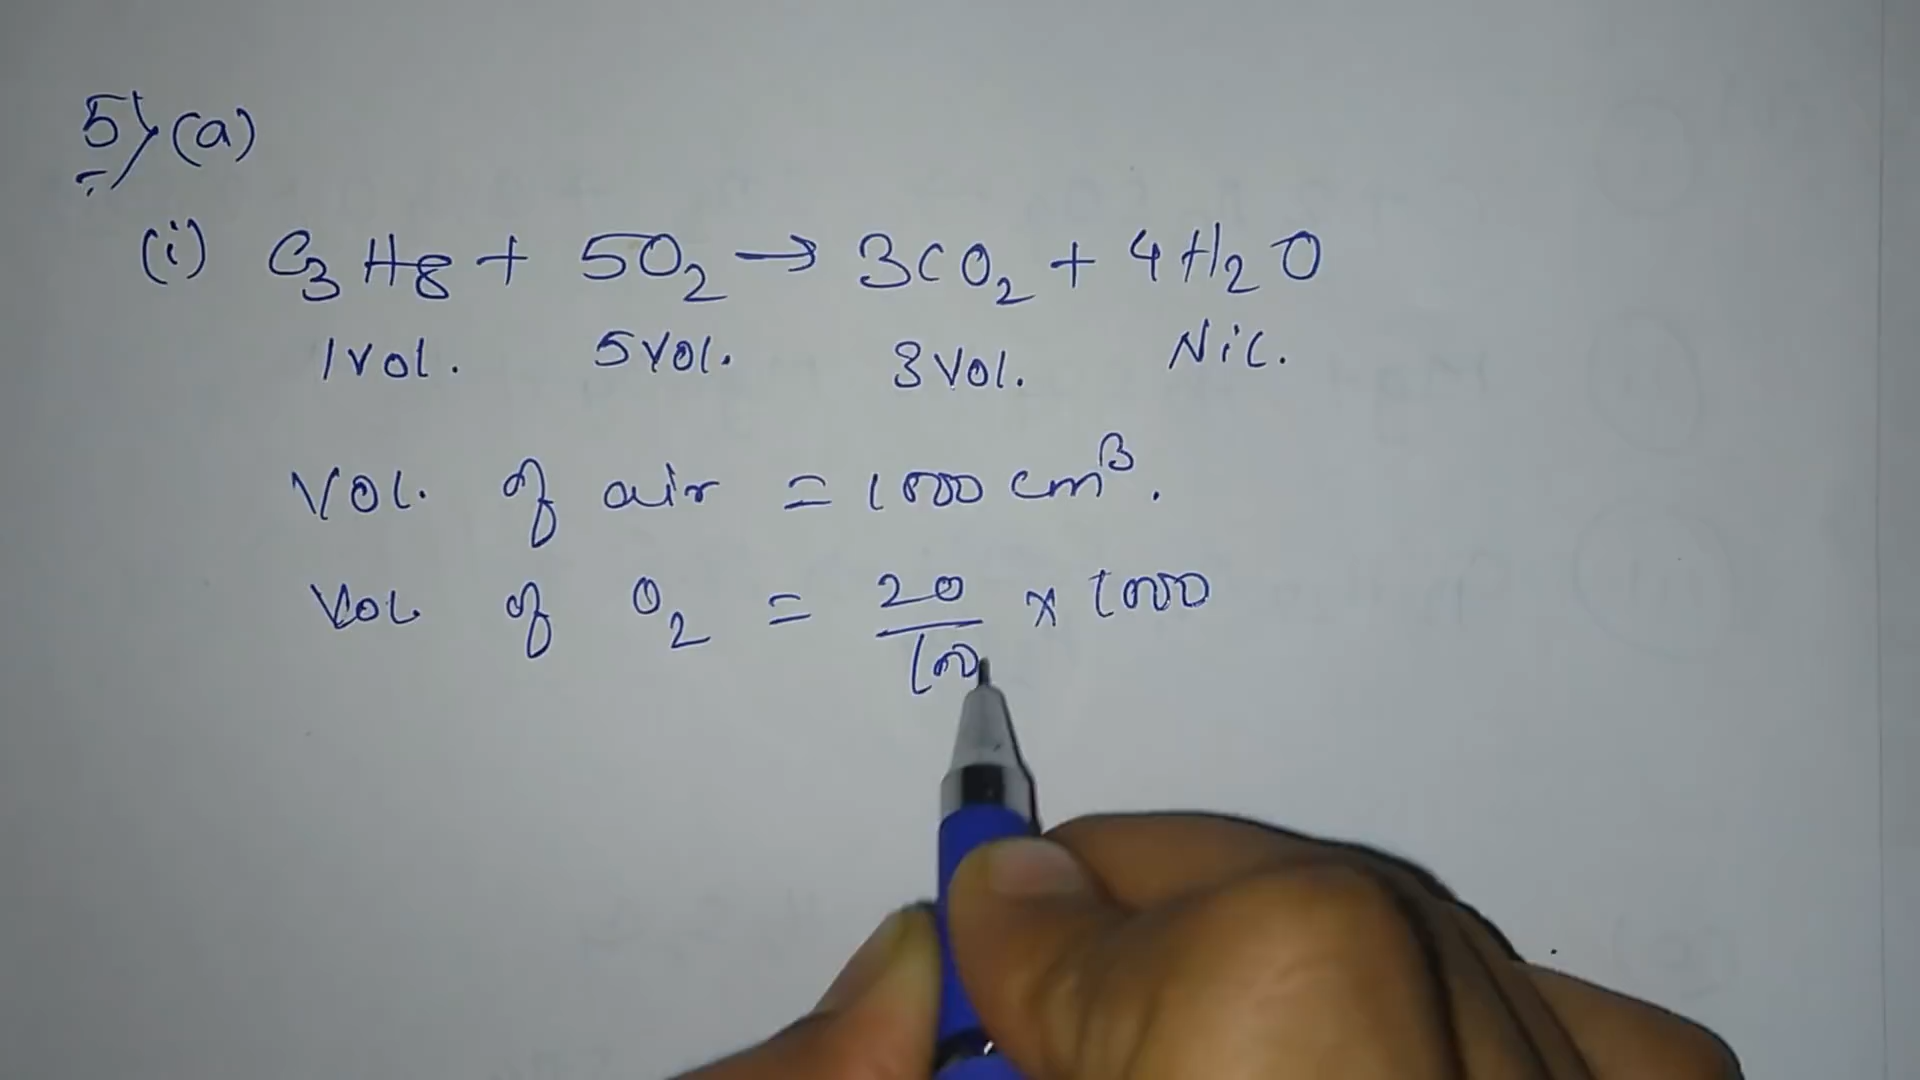 5) (a)
(i) C3H8 + 5O2 → 3CO2 + 4H2O
1 Vol. 5 Vol. 3 Vol. Nil.
Vol. of air = 1000 cm³.
Vol. of O2 = 20/100 × 1000